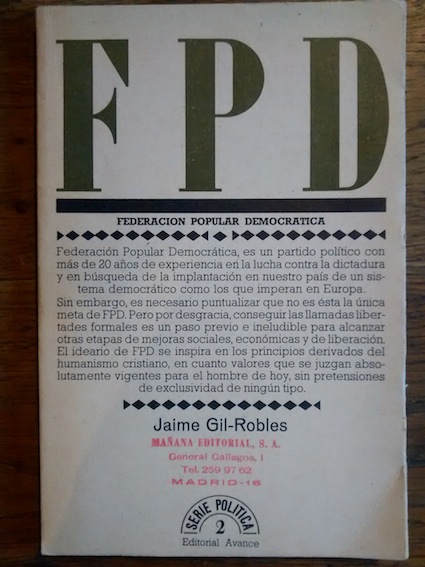 FPD
FEDERACION POPULAR DEMOCRATICA
Federación Popular Democrática, es un partido político con
más de 20 años de experiencia en la lucha contra la dictadura
y en búsqueda de la implantación en nuestro país de un sis-
tema democrático como los que imperan en Europa.
Sin embargo, es necesario puntualizar que no es ésta la única
meta de FPD. Pero por desgracia, conseguir las llamadas liber-
tades formales es un paso previo e ineludible para alcanzar
otras etapas de mejoras sociales, económicas y de liberación.
El ideario de FPD se inspira en los principios derivados del
humanismo cristiano, en cuanto valores que se juzgan abso-
lutamente vigentes para el hombre de hoy, sin pretensiones
de exclusividad de ningún tipo.
Jaime Gil-Robles
MAÑANA EDITORIAL, S. A.
General Gallegos, 1
Tel. 259 97 62
MADRID-16
SERIE POLITICA
2
Editorial Avance